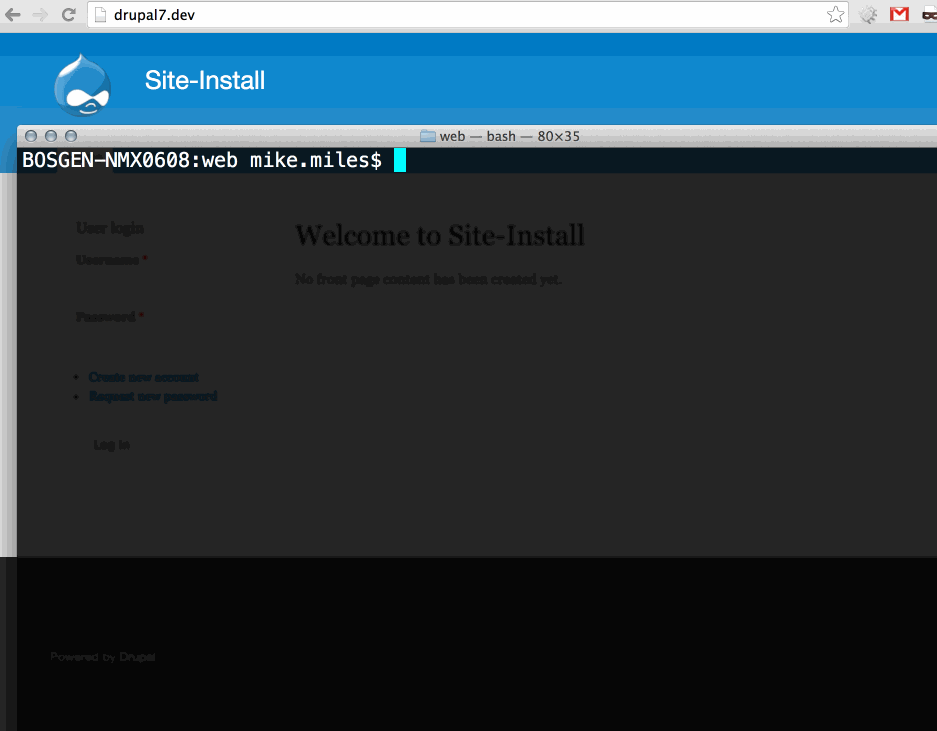 drupal7.dev
Site-Install
web — bash — 80×35
BOSGEN-NMX0608:web mike.miles$
User login
Welcome to Site-Install
Username *
No front page content has been created yet.
Password *
Create new account
Request new password
Log in
Powered by Drupal